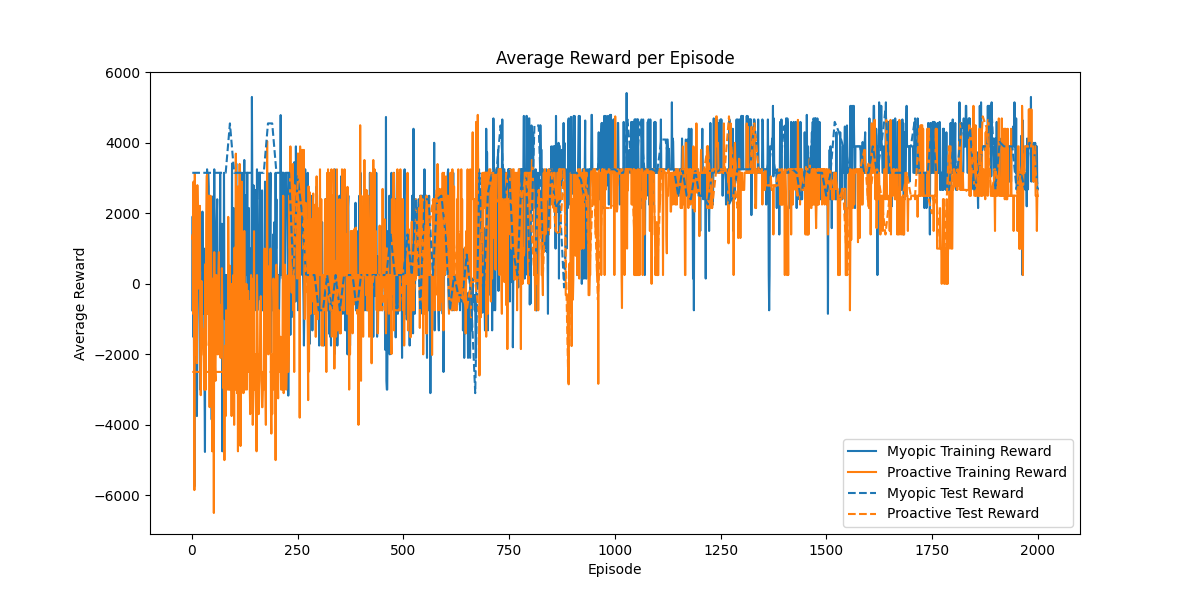 Average Reward per Episode
Average Reward
6000
4000
2000
0
−2000
−4000
−6000
0
250
500
750
1000
1250
1500
1750
2000
Episode
Myopic Training Reward
Proactive Training Reward
Myopic Test Reward
Proactive Test Reward